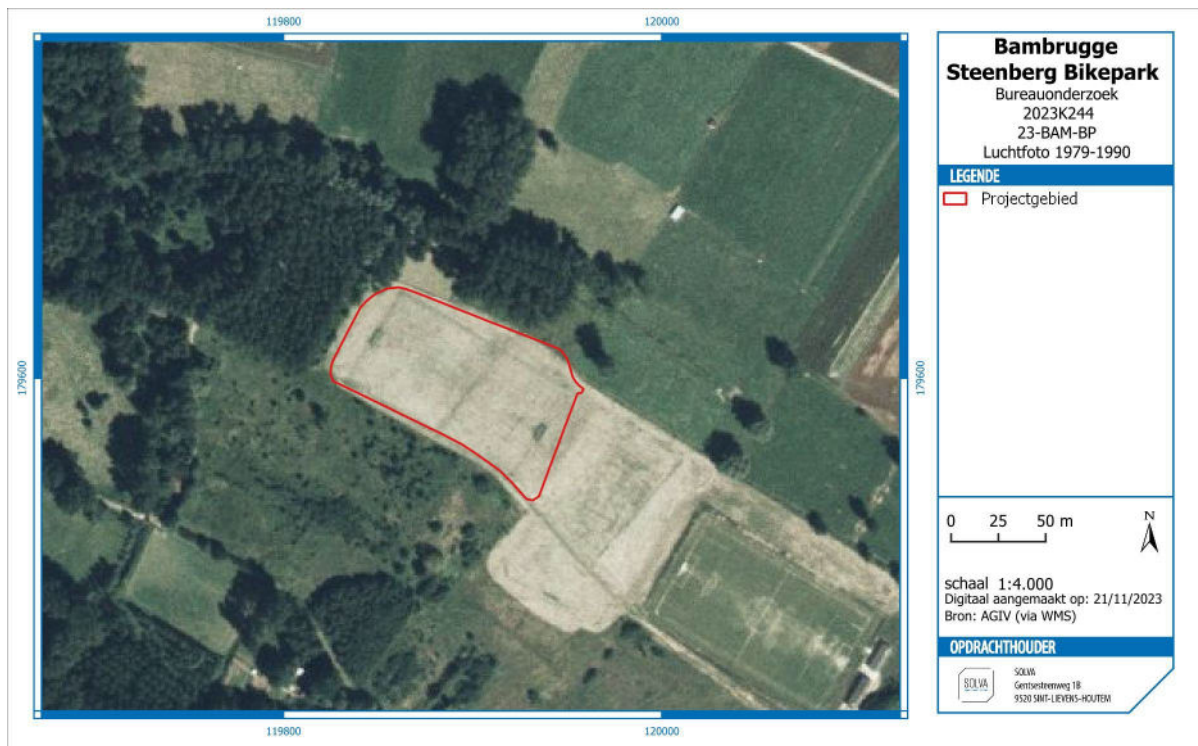 119800
120000
179600
179600
119800
120000
Bambrugge
Steenberg Bikepark
Bureauonderzoek
2023K244
23-BAM-BP
Luchtfoto 1979-1990
LEGENDE
Projectgebied
0 25 50 m
N
schaal 1:4.000
Digitaal aangemaakt op: 21/11/2023
Bron: AGIV (via WMS)
OPDRACHTHOUDER
SOLVA
SOLVA
Gentsesteenweg 1B
9520 SINT-LIEVENS-HOUTEM